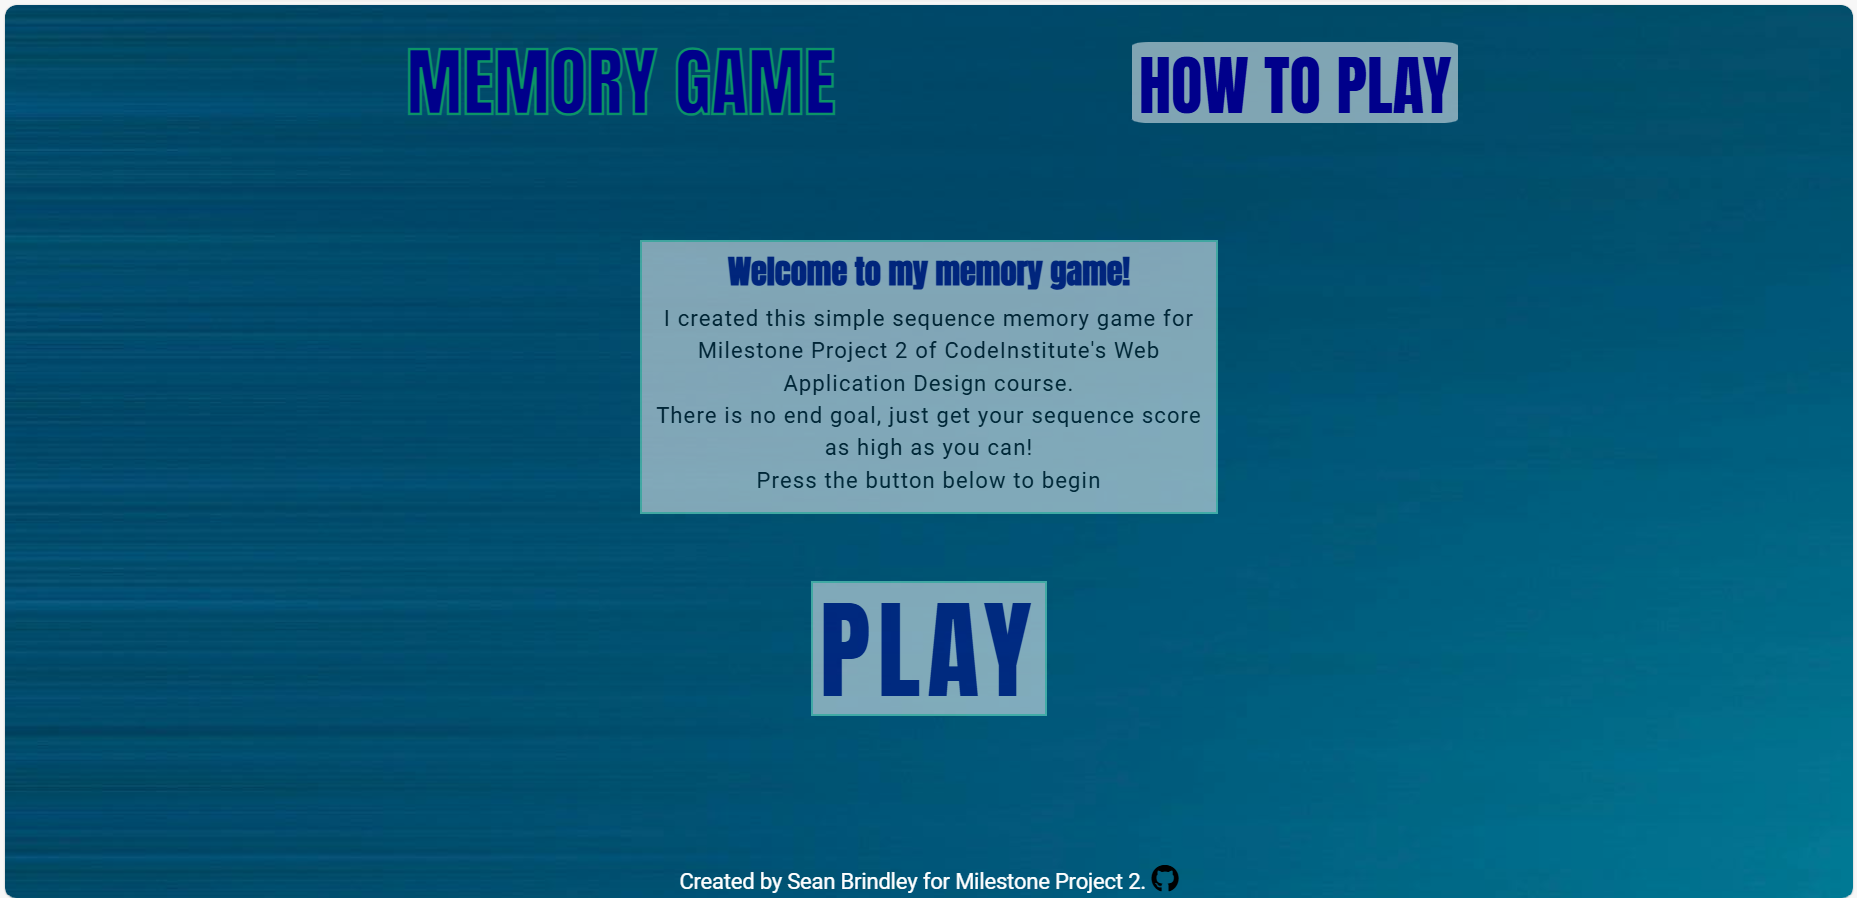 MEMORY GAME
HOW TO PLAY
Welcome to my memory game!
I created this simple sequence memory game for
Milestone Project 2 of CodeInstitute's Web
Application Design course.
There is no end goal, just get your sequence score
as high as you can!
Press the button below to begin
PLAY
Created by Sean Brindley for Milestone Project 2.